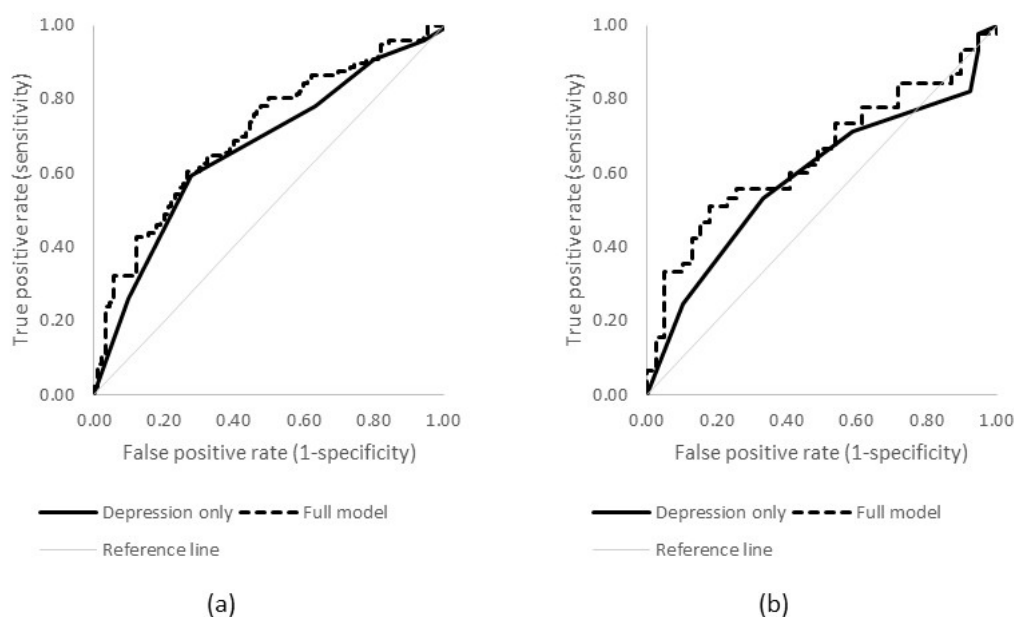 1.00
0.80
0.60
0.40
0.20
0.00
True positive rate (sensitivity)
0.00 0.20 0.40 0.60 0.80 1.00
False positive rate (1-specificity)
Depression only Full model
Reference line
(a)
1.00
0.80
0.60
0.40
0.20
0.00
True positive rate (sensitivity)
0.00 0.20 0.40 0.60 0.80 1.00
False positive rate (1-specificity)
Depression only Full model
Reference line
(b)